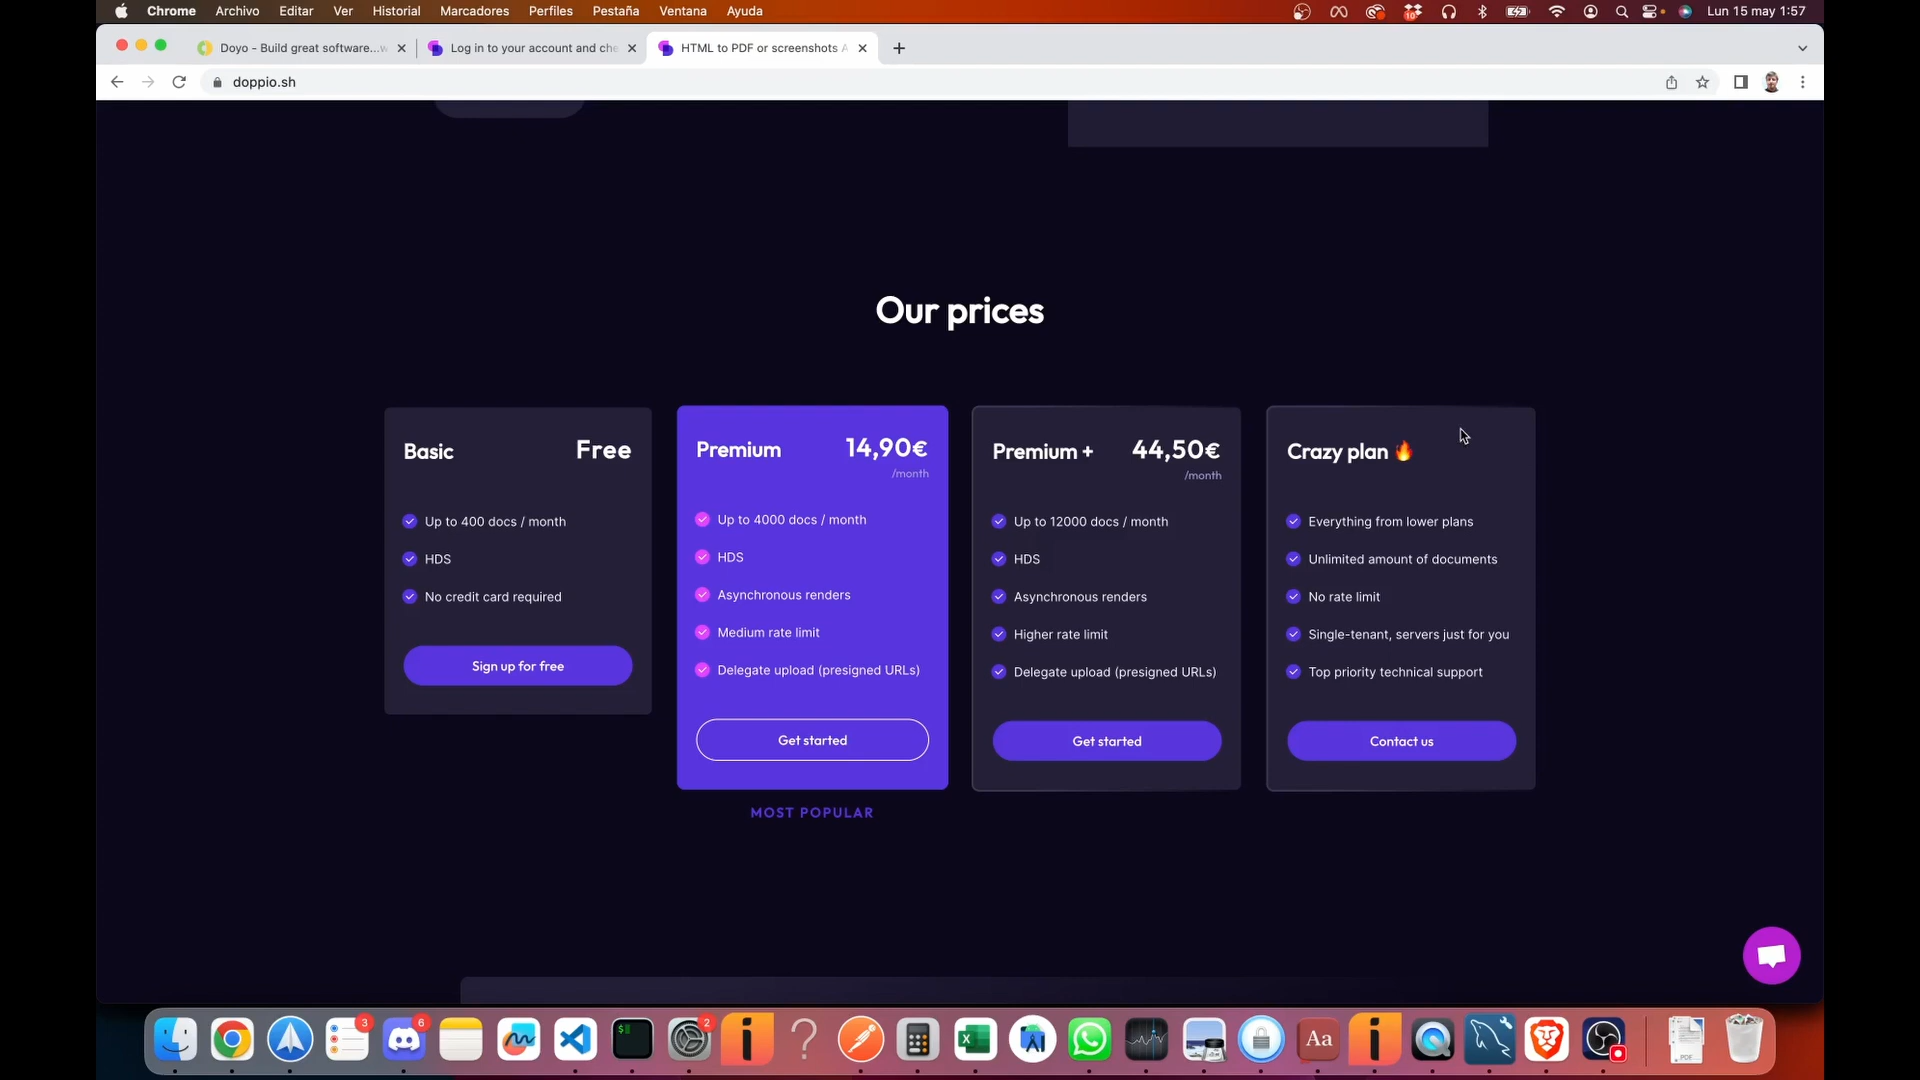 Chrome Archivo Editar Ver Historial Marcadores Perfiles Pestaña Ventana Ayuda
10
Lun 15 may 1:57
Doyo - Build great software...w
Log in to your account and che
HTML to PDF or screenshots A
doppio.sh
Our prices
Basic Free
Up to 400 docs / month
HDS
No credit card required
Sign up for free
Premium 14,90€
/month
Up to 4000 docs / month
HDS
Asynchronous renders
Medium rate limit
Delegate upload (presigned URLs)
Get started
MOST POPULAR
Premium + 44,50€
/month
Up to 12000 docs / month
HDS
Asynchronous renders
Higher rate limit
Delegate upload (presigned URLs)
Get started
Crazy plan 🔥
Everything from lower plans
Unlimited amount of documents
No rate limit
Single-tenant, servers just for you
Top priority technical support
Contact us
3
6
$
2
i
?
X
Aa
i
PDF